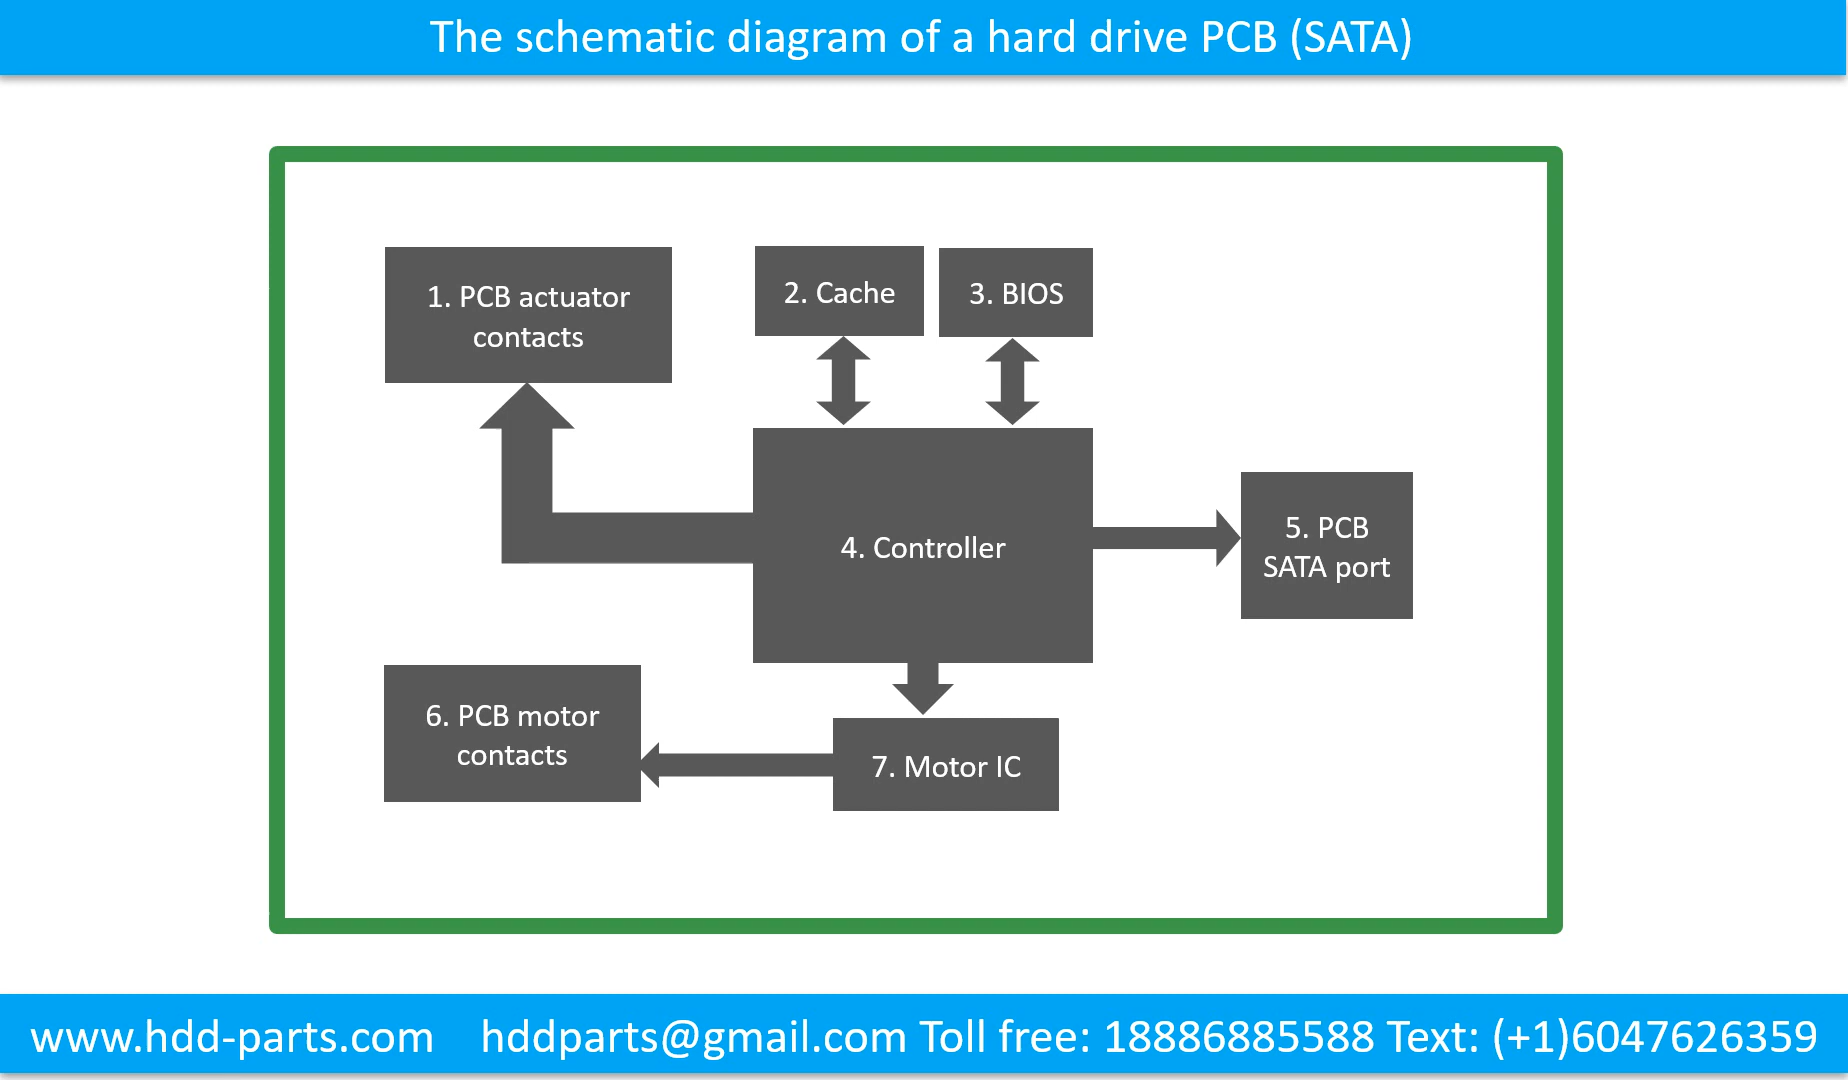 The schematic diagram of a hard drive PCB (SATA)
1. PCB actuator
contacts
2. Cache
3. BIOS
4. Controller
5. PCB
SATA port
6. PCB motor
contacts
7. Motor IC
www.hdd-parts.com hddparts@gmail.com Toll free: 18886885588 Text: (+1)6047626359